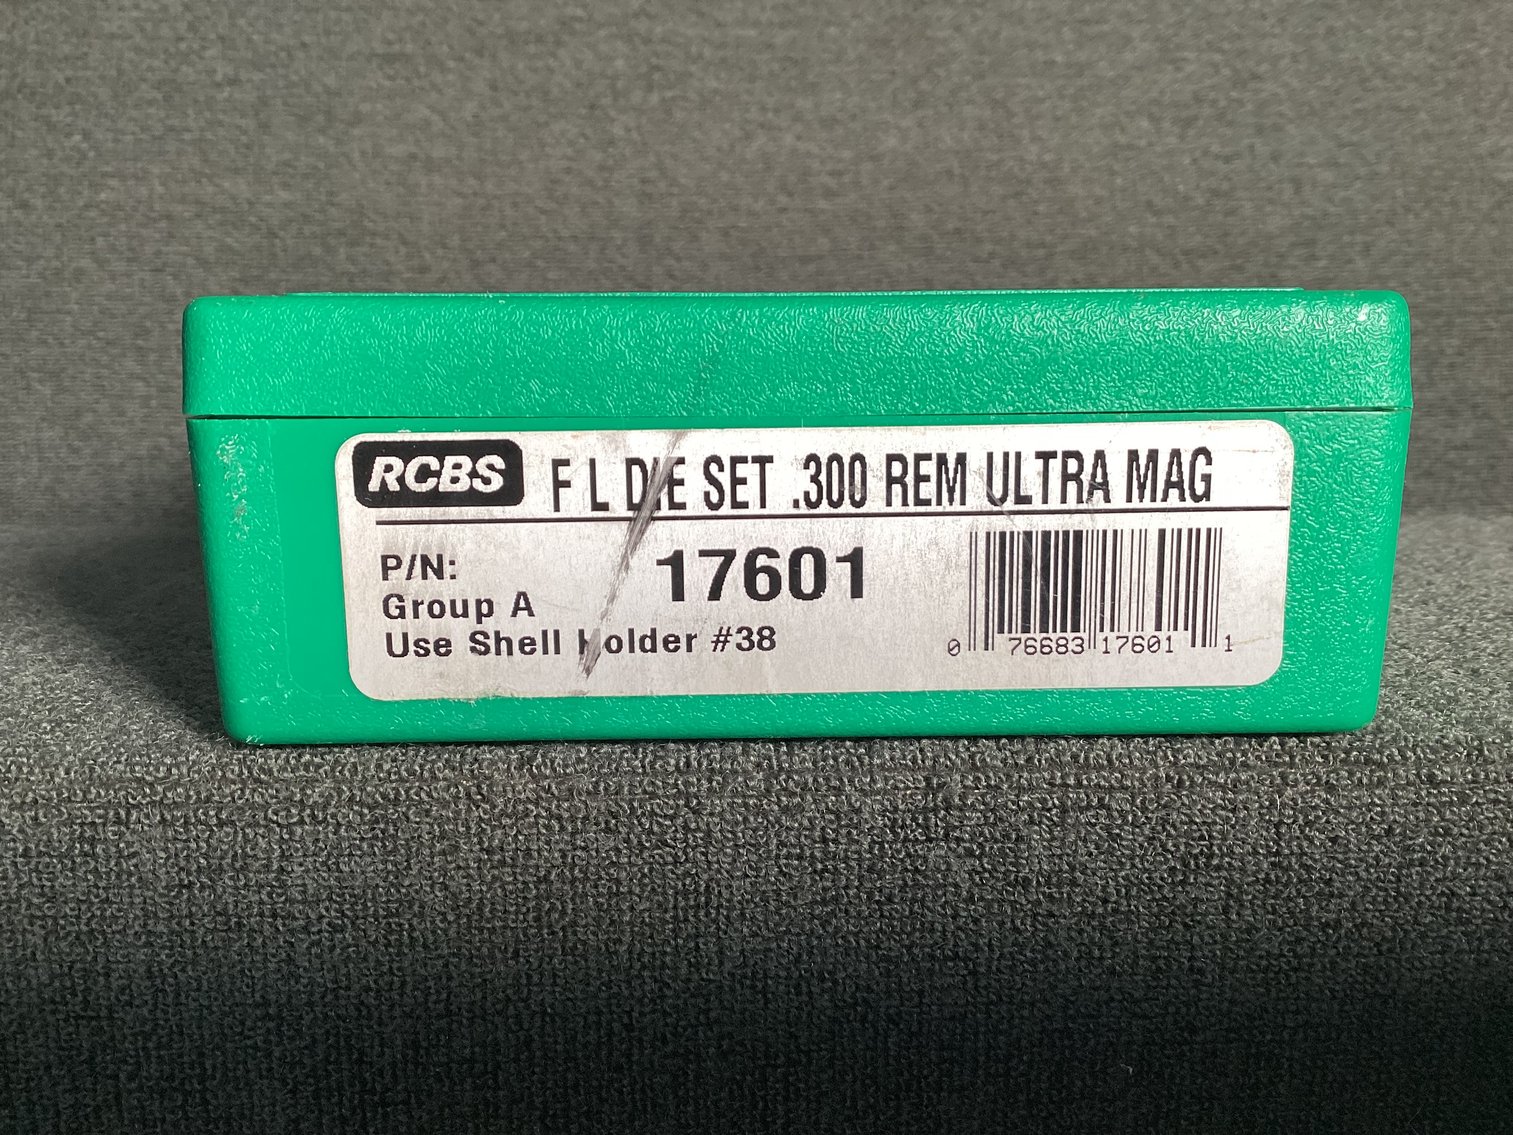 RCBS F L DIE SET .300 REM ULTRA MAG
P/N: 17601
Group A
Use Shell Holder #38
0 76683 17601 1